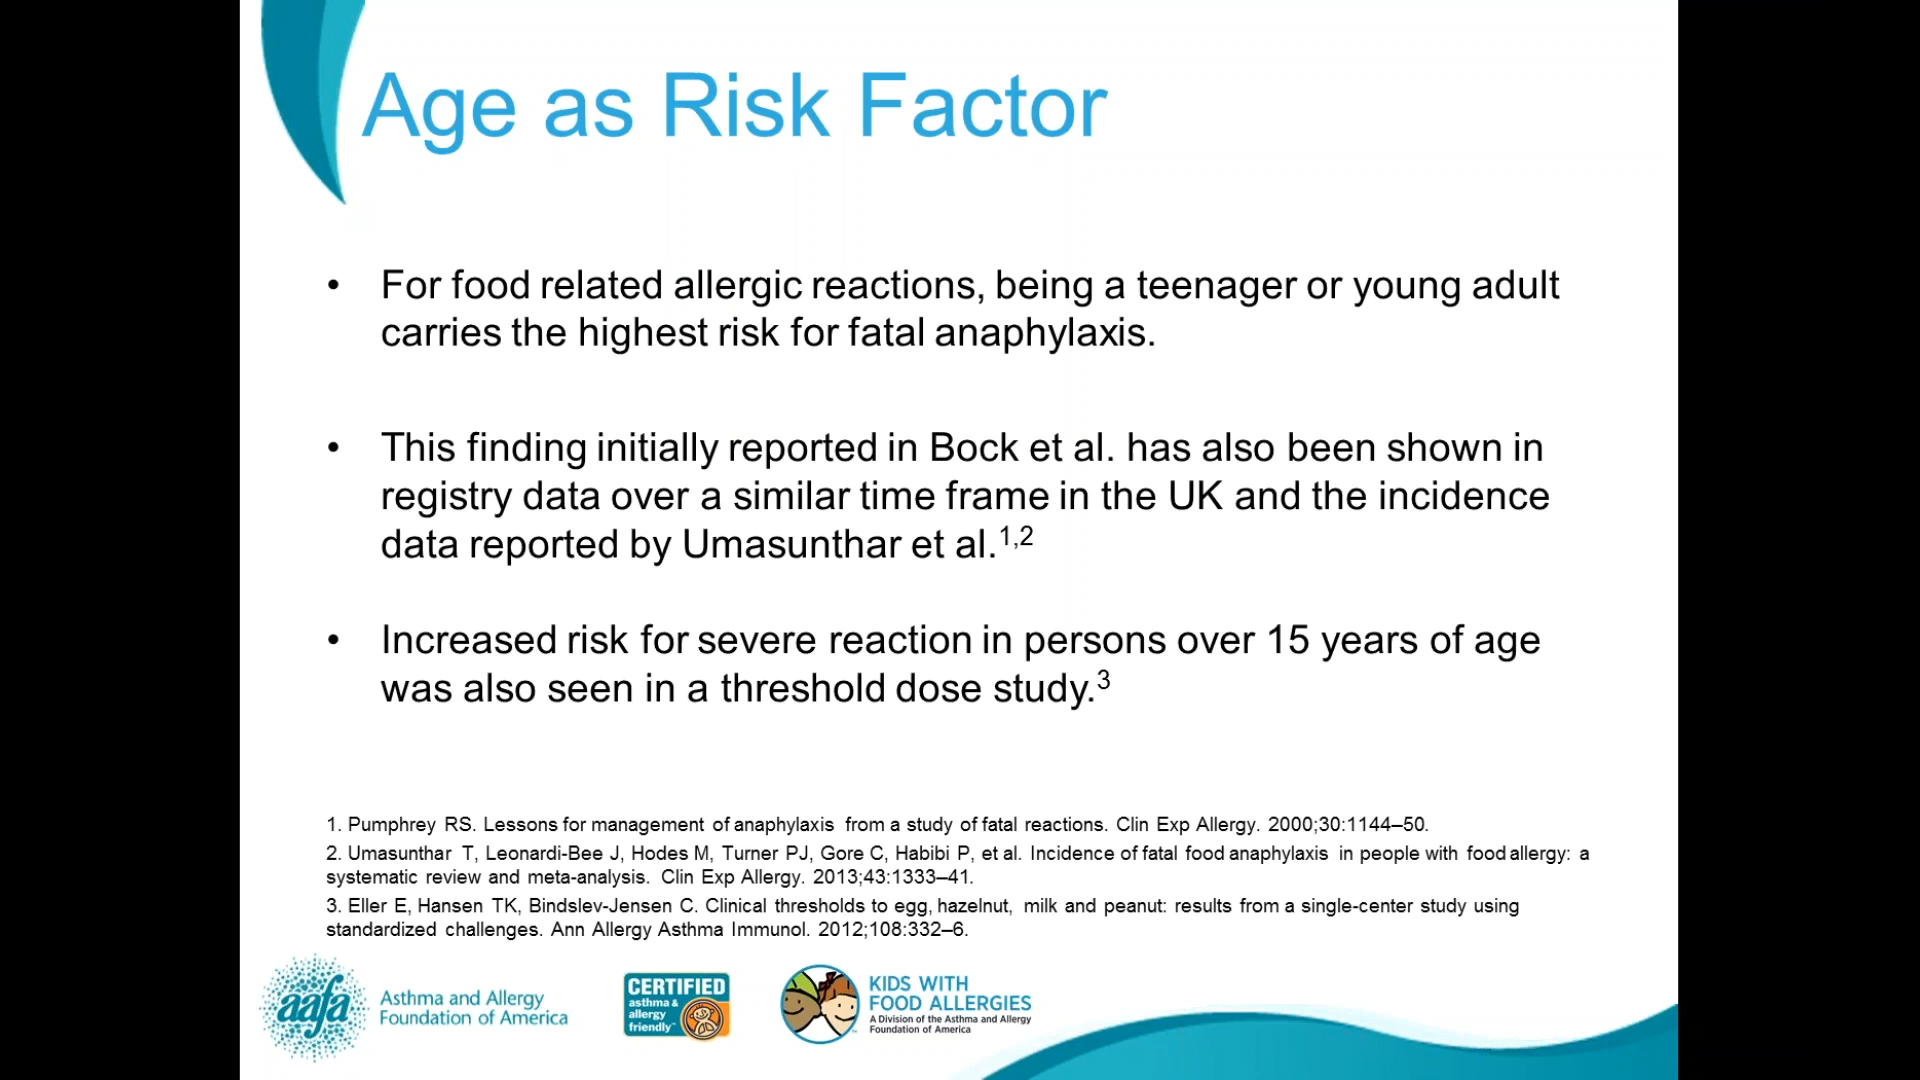 Age as Risk Factor
• For food related allergic reactions, being a teenager or young adult
carries the highest risk for fatal anaphylaxis.
• This finding initially reported in Bock et al. has also been shown in
registry data over a similar time frame in the UK and the incidence
data reported by Umasunthar et al.1,2
• Increased risk for severe reaction in persons over 15 years of age
was also seen in a threshold dose study.3
1. Pumphrey RS. Lessons for management of anaphylaxis from a study of fatal reactions. Clin Exp Allergy. 2000;30:1144–50.
2. Umasunthar T, Leonardi-Bee J, Hodes M, Turner PJ, Gore C, Habibi P, et al. Incidence of fatal food anaphylaxis in people with food allergy: a
systematic review and meta-analysis. Clin Exp Allergy. 2013;43:1333–41.
3. Eller E, Hansen TK, Bindslev-Jensen C. Clinical thresholds to egg, hazelnut, milk and peanut: results from a single-center study using
standardized challenges. Ann Allergy Asthma Immunol. 2012;108:332–6.
aafa
Asthma and Allergy
Foundation of America
CERTIFIED
asthma &
allergy
friendly™
KIDS WITH
FOOD ALLERGIES
A Division of the Asthma and Allergy
Foundation of America